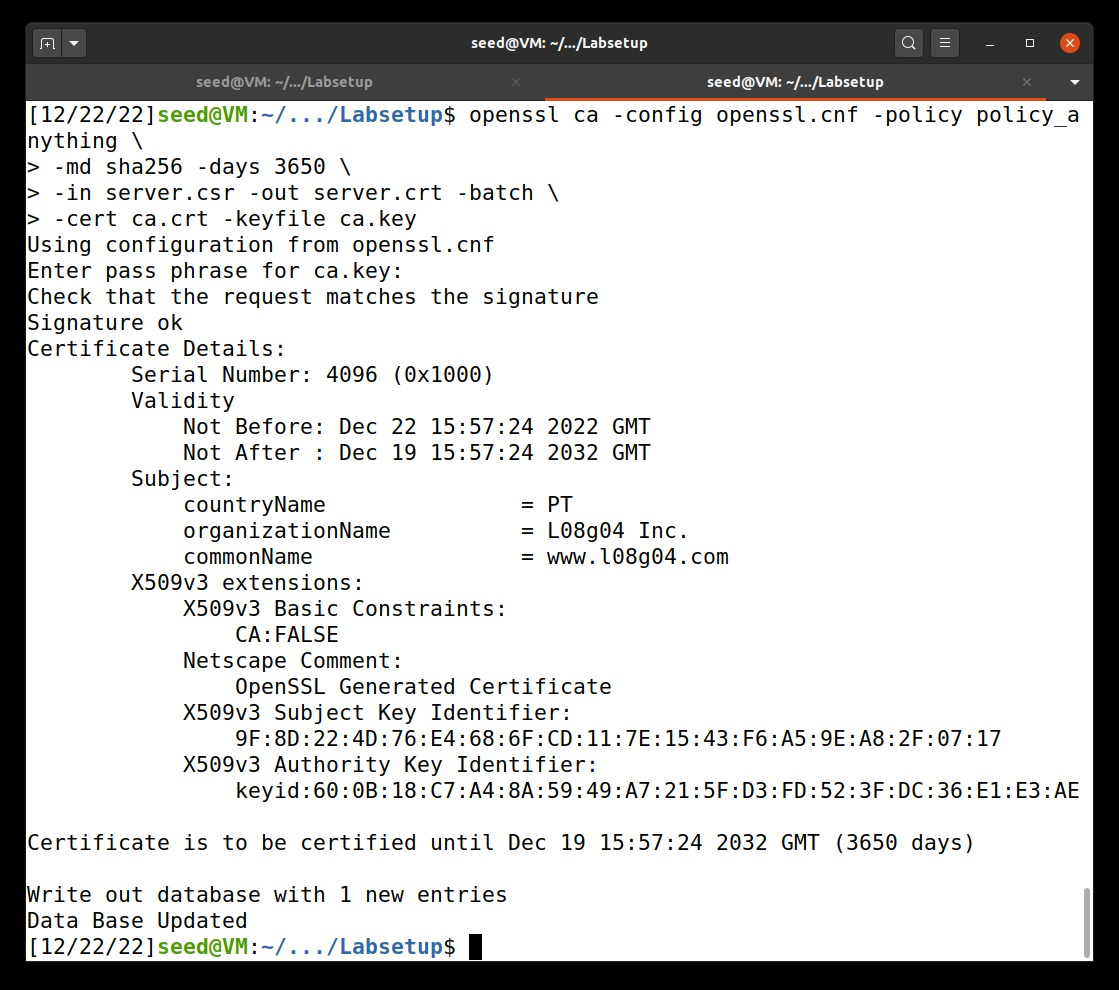 seed@VM: ~/.../Labsetup
seed@VM: ~/.../Labsetup
seed@VM: ~/.../Labsetup
[12/22/22]seed@VM:~/.../Labsetup$ openssl ca -config openssl.cnf -policy policy_a
nything \
> -md sha256 -days 3650 \
> -in server.csr -out server.crt -batch \
> -cert ca.crt -keyfile ca.key
Using configuration from openssl.cnf
Enter pass phrase for ca.key:
Check that the request matches the signature
Signature ok
Certificate Details:
        Serial Number: 4096 (0x1000)
        Validity
            Not Before: Dec 22 15:57:24 2022 GMT
            Not After : Dec 19 15:57:24 2032 GMT
        Subject:
            countryName               = PT
            organizationName          = L08g04 Inc.
            commonName                = www.l08g04.com
        X509v3 extensions:
            X509v3 Basic Constraints:
                CA:FALSE
            Netscape Comment:
                OpenSSL Generated Certificate
            X509v3 Subject Key Identifier:
                9F:8D:22:4D:76:E4:68:6F:CD:11:7E:15:43:F6:A5:9E:A8:2F:07:17
            X509v3 Authority Key Identifier:
                keyid:60:0B:18:C7:A4:8A:59:49:A7:21:5F:D3:FD:52:3F:DC:36:E1:E3:AE
Certificate is to be certified until Dec 19 15:57:24 2032 GMT (3650 days)
Write out database with 1 new entries
Data Base Updated
[12/22/22]seed@VM:~/.../Labsetup$